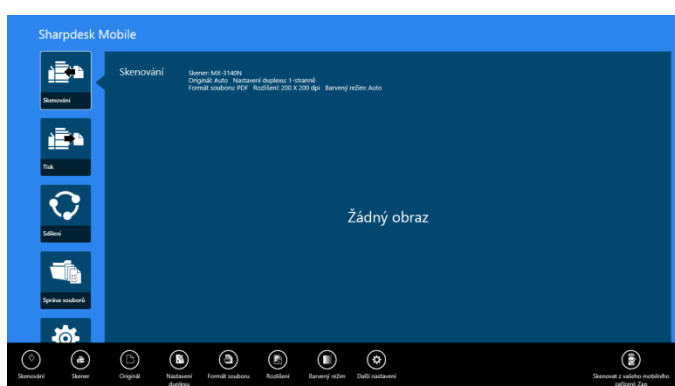 Sharpdesk Mobile
Skenování
Skener: MX-3140N
Originál: Auto Nastavení duplexu: 1-stranně
Formát souboru: PDF Rozlišení: 200 X 200 dpi Barvený režim: Auto
Skenování
Tisk
Žádný obraz
Sdílení
Správa souborů
Skenování
Skener
Originál
Nastavení
duplexu
Formát souboru
Rozlišení
Barvený režim
Další nastavení
Skenovat z vašeho mobilního
zařízení: Zap